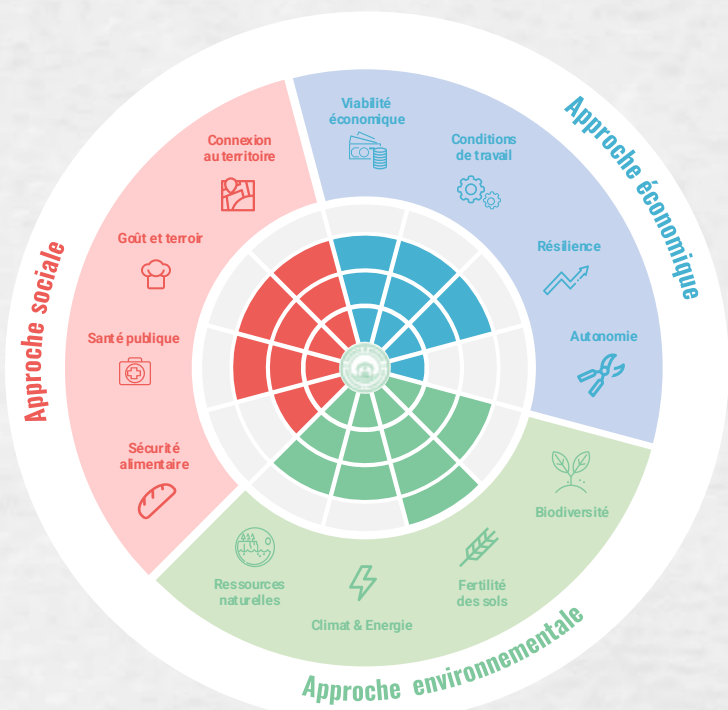 Approche économique
Viabilité
économique
Conditions
de travail
Résilience
Autonomie
Approche environnementale
Biodiversité
Fertilité
des sols
Climat & Energie
Ressources
naturelles
Approche sociale
Sécurité
alimentaire
Santé publique
Goût et terroir
Connexion
au territoire